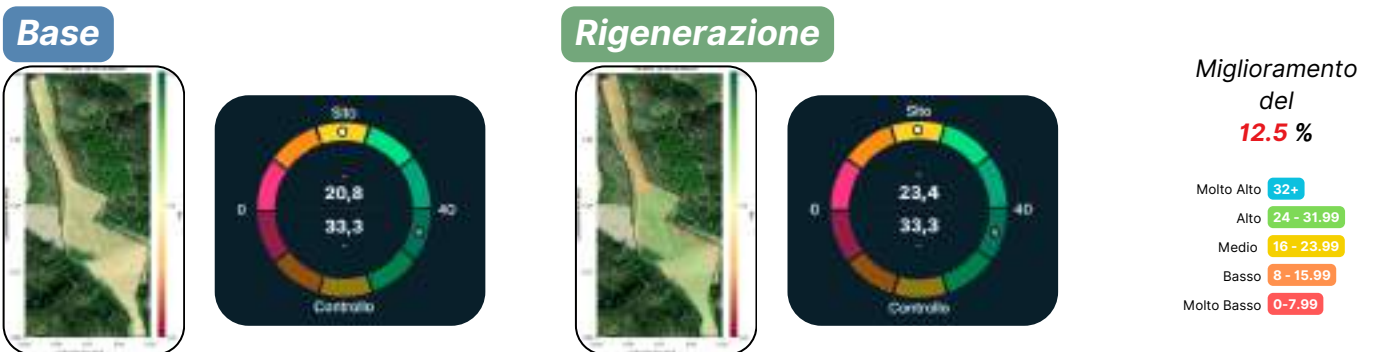 Base
Rigenerazione
Sito
0
20,8
40
33,3
-
Controllo
Sito
0
23,4
40
33,3
-
Controllo
Miglioramento
del
12.5 %
Molto Alto 32+
Alto 24 - 31.99
Medio 16 - 23.99
Basso 8 - 15.99
Molto Basso 0-7.99